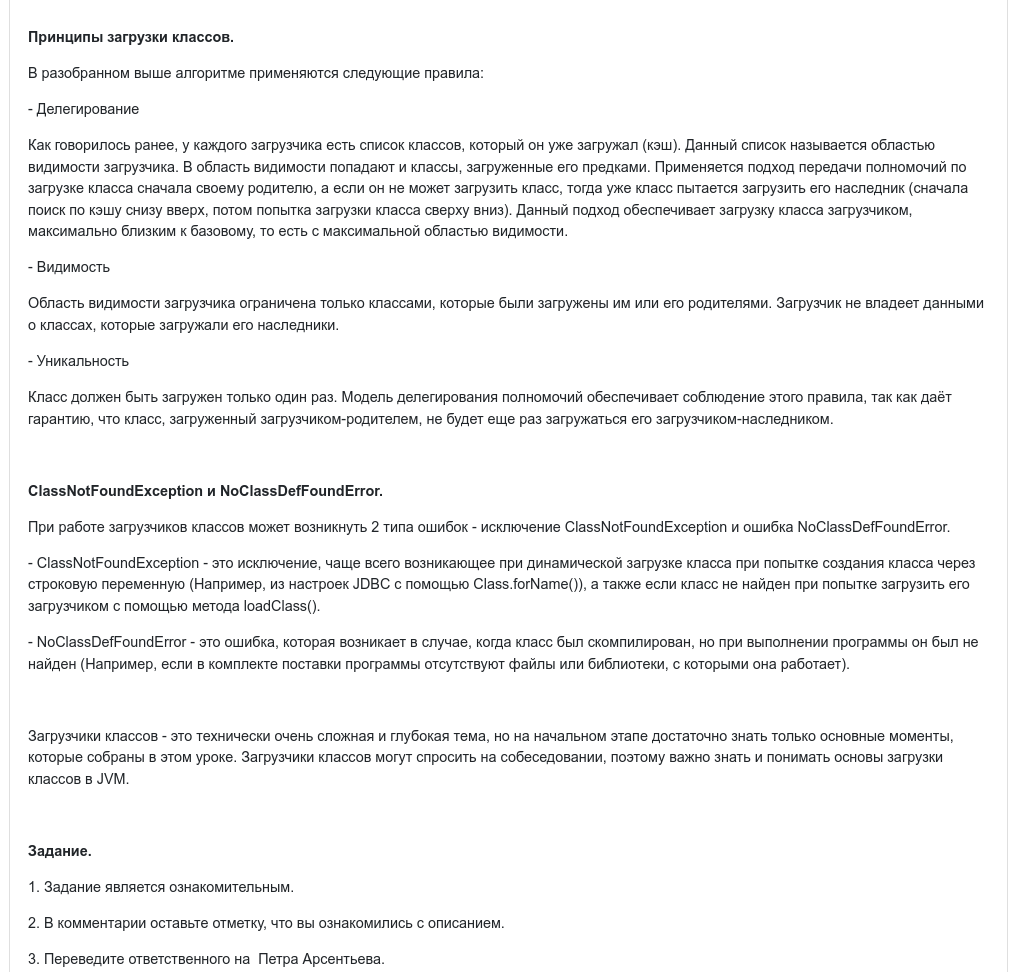 Принципы загрузки классов.
В разобранном выше алгоритме применяются следующие правила:
- Делегирование
Как говорилось ранее, у каждого загрузчика есть список классов, который он уже загружал (кэш). Данный список называется областью
видимости загрузчика. В область видимости попадают и классы, загруженные его предками. Применяется подход передачи полномочий по
загрузке класса сначала своему родителю, а если он не может загрузить класс, тогда уже класс пытается загрузить его наследник (сначала
поиск по кэшу снизу вверх, потом попытка загрузки класса сверху вниз). Данный подход обеспечивает загрузку класса загрузчиком,
максимально близким к базовому, то есть с максимальной областью видимости.
- Видимость
Область видимости загрузчика ограничена только классами, которые были загружены им или его родителями. Загрузчик не владеет данными
о классах, которые загружали его наследники.
- Уникальность
Класс должен быть загружен только один раз. Модель делегирования полномочий обеспечивает соблюдение этого правила, так как даёт
гарантию, что класс, загруженный загрузчиком-родителем, не будет еще раз загружаться его загрузчиком-наследником.
ClassNotFoundException и NoClassDefFoundError.
При работе загрузчиков классов может возникнуть 2 типа ошибок - исключение ClassNotFoundException и ошибка NoClassDefFoundError.
- ClassNotFoundException - это исключение, чаще всего возникающее при динамической загрузке класса при попытке создания класса через
строковую переменную (Например, из настроек JDBC с помощью Class.forName()), а также если класс не найден при попытке загрузить его
загрузчиком с помощью метода loadClass().
- NoClassDefFoundError - это ошибка, которая возникает в случае, когда класс был скомпилирован, но при выполнении программы он был не
найден (Например, если в комплекте поставки программы отсутствуют файлы или библиотеки, с которыми она работает).
Загрузчики классов - это технически очень сложная и глубокая тема, но на начальном этапе достаточно знать только основные моменты,
которые собраны в этом уроке. Загрузчики классов могут спросить на собеседовании, поэтому важно знать и понимать основы загрузки
классов в JVM.
Задание.
1. Задание является ознакомительным.
2. В комментарии оставьте отметку, что вы ознакомились с описанием.
3. Переведите ответственного на  Петра Арсентьева.